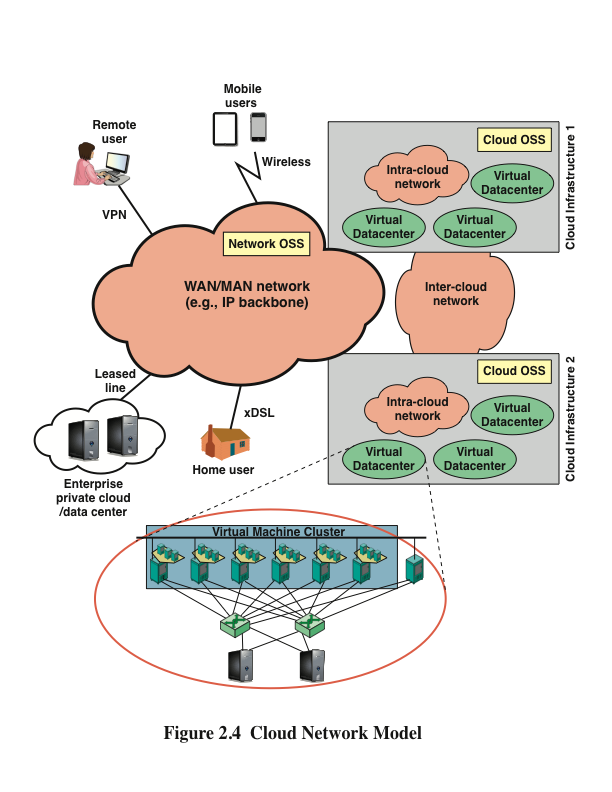 Mobile
users
Remote
user
Wireless
VPN
Network OSS
WAN/MAN network
(e.g., IP backbone)
Cloud OSS
Intra-cloud
network
Virtual
Datacenter
Virtual
Datacenter
Virtual
Datacenter
Cloud Infrastructure 1
Inter-cloud
network
Leased
line
xDSL
Enterprise
private cloud
/data center
Home user
Cloud OSS
Intra-cloud
network
Virtual
Datacenter
Virtual
Datacenter
Virtual
Datacenter
Cloud Infrastructure 2
Virtual Machine Cluster
Figure 2.4 Cloud Network Model